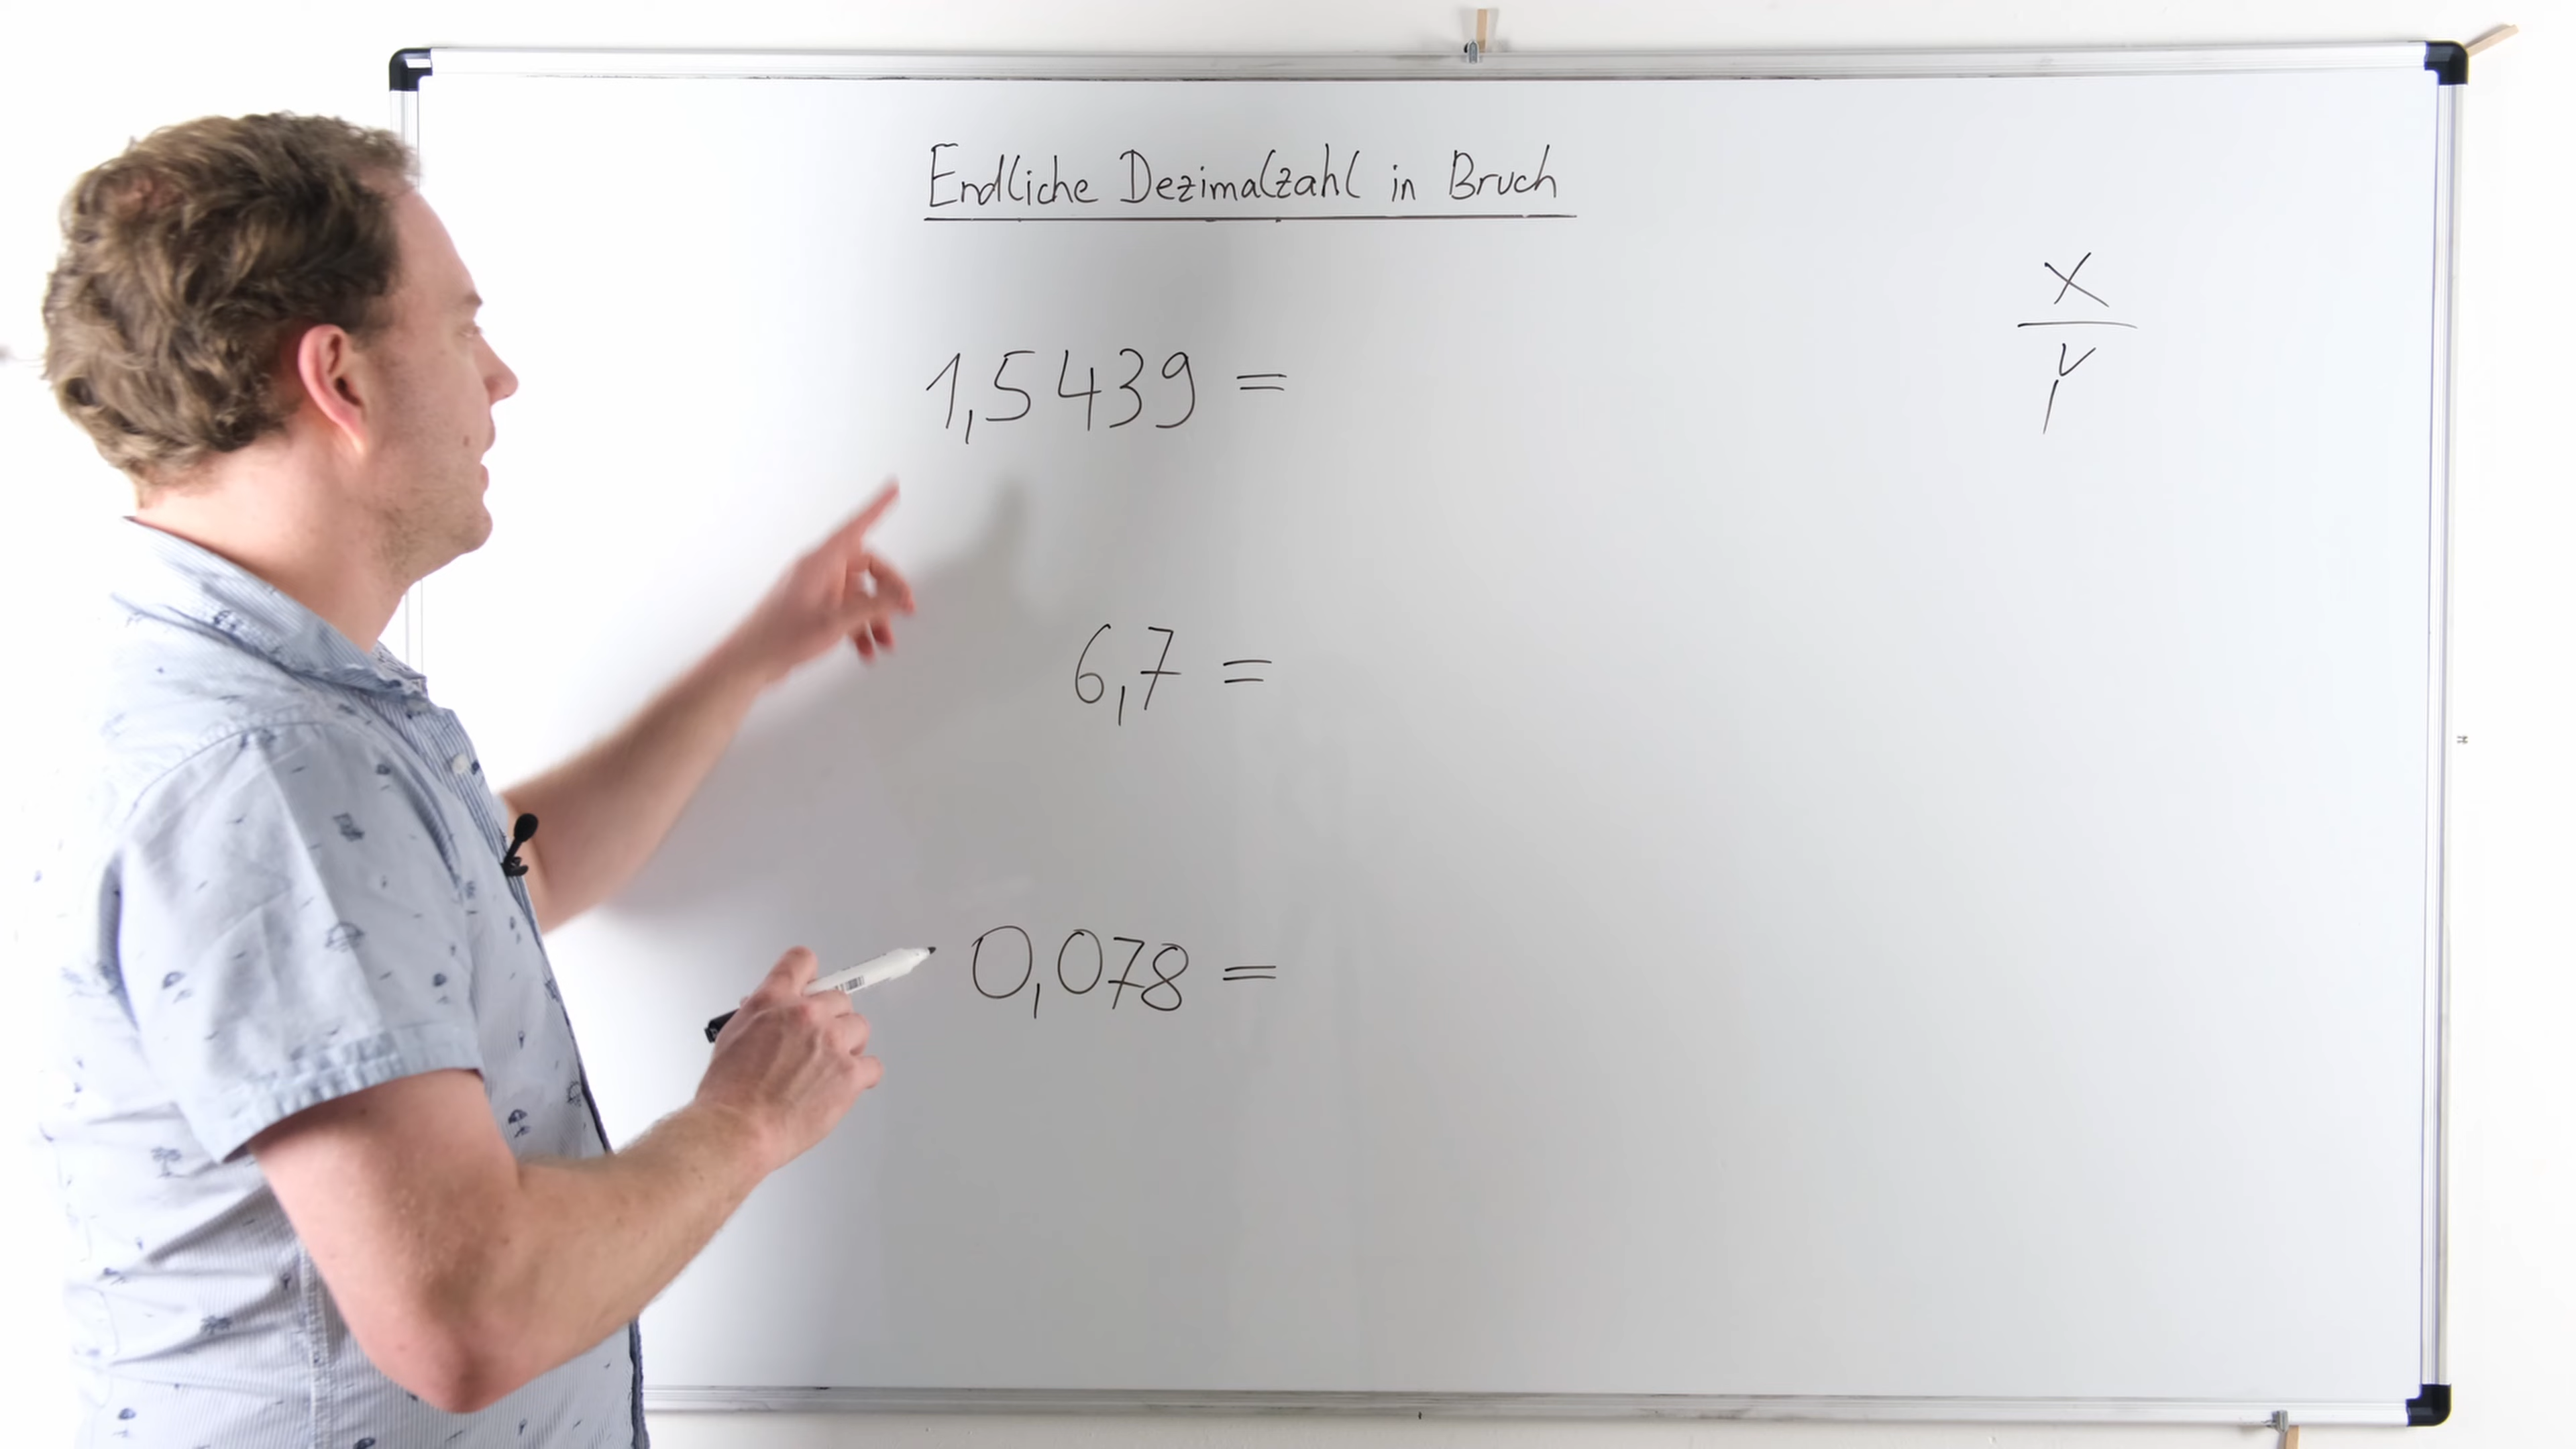 Endliche Dezimalzahl in Bruch
x
y
1,5439 =
6,7 =
0,078 =